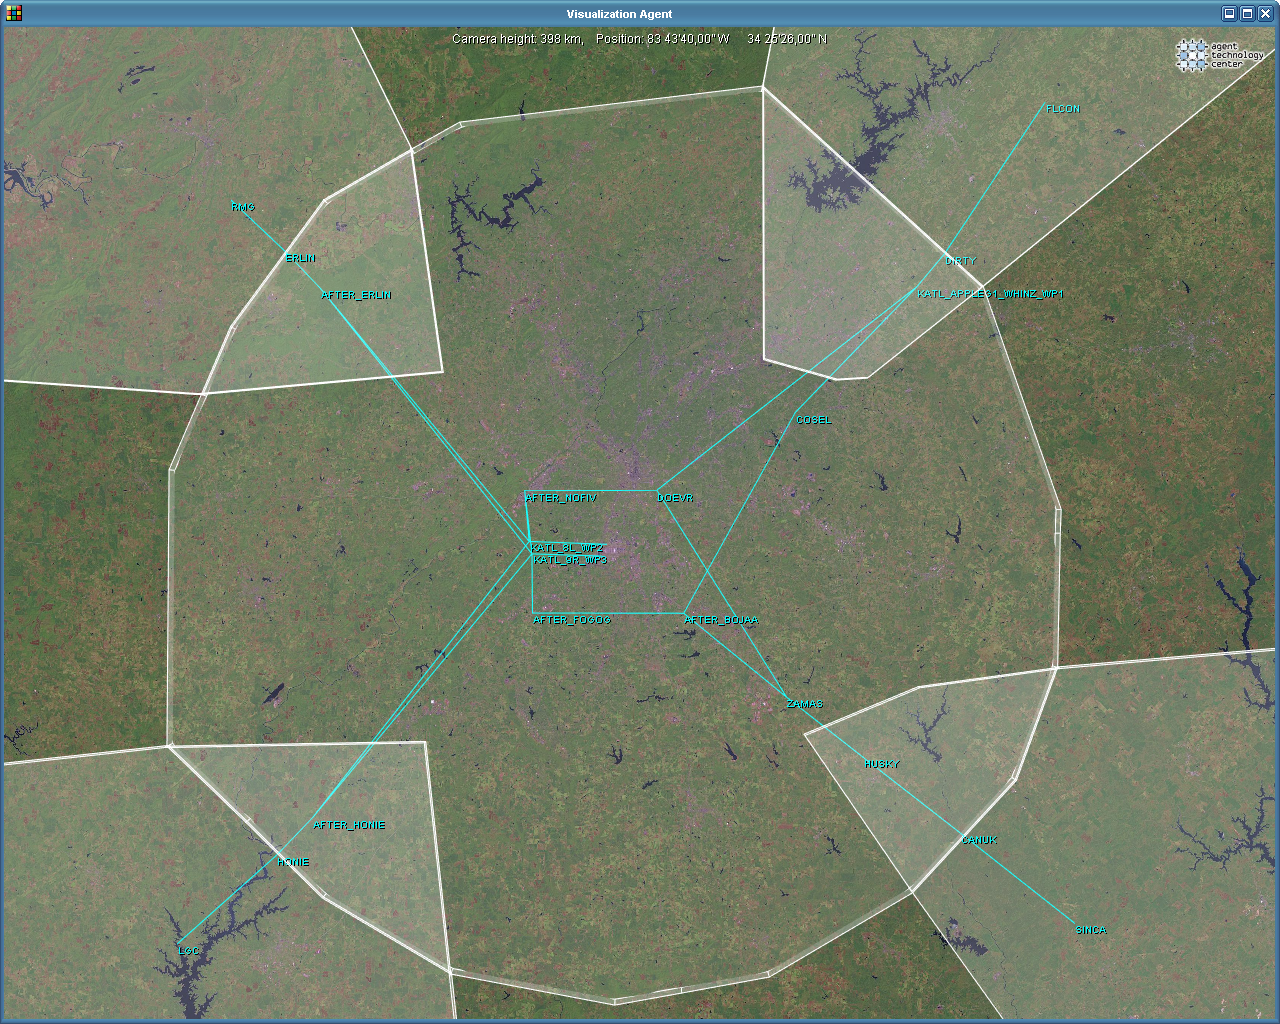 Visualization Agent
Camera height: 398 km, Position: 83 43'40,00" W 34 25'26,00" N
agent
technology
center
FLCON
RMG
ERLIN
DIRTY
AFTER_ERLIN
KATL_APPLEG1_WHINZ_WP1
COSEL
AFTER_NOFIV
DOEVR
KATL_8L_WP2
KATL_9R_WP3
AFTER_FOGOG
AFTER_BOJAA
ZAMAS
HUSKY
AFTER_HONIE
CANUK
HONIE
SINCA
LGC